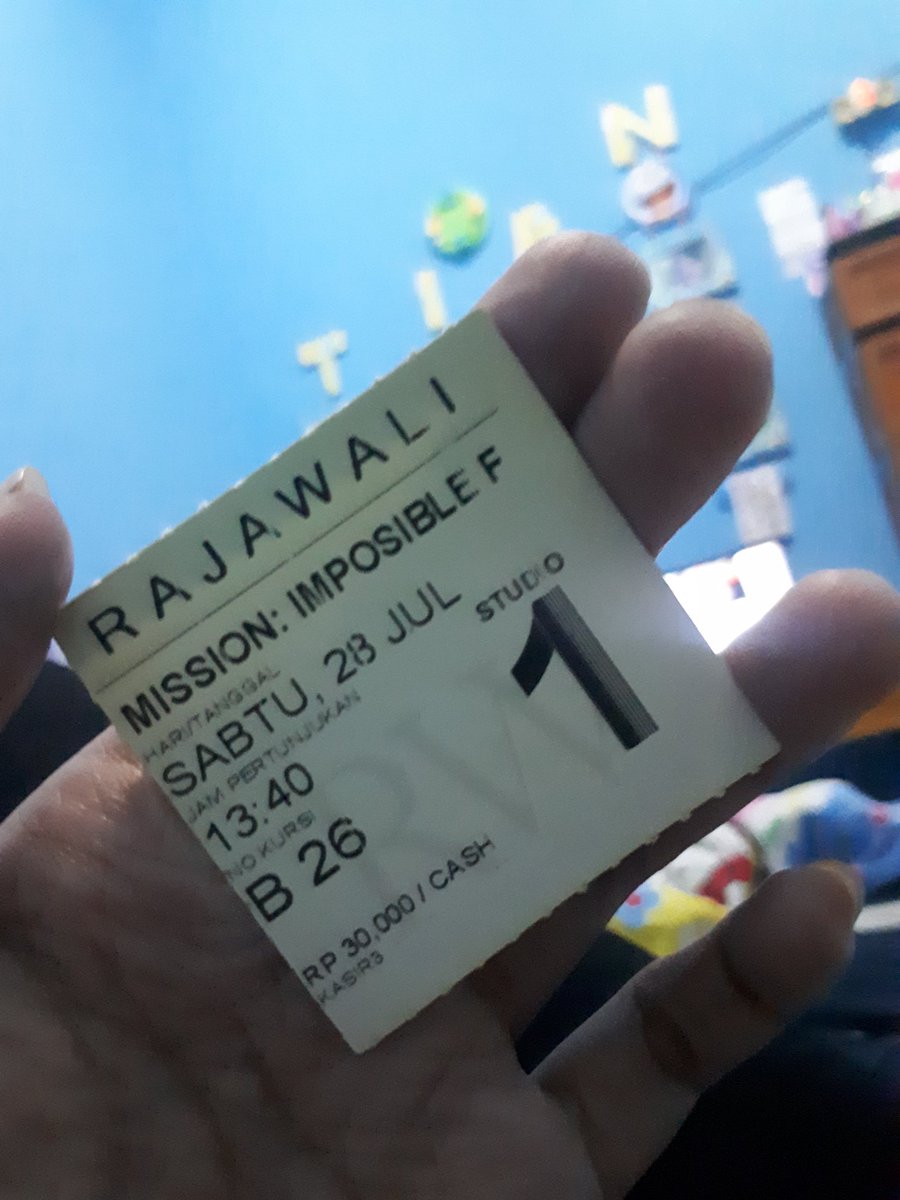 T I N
RAJAWALI
MISSION: IMPOSIBLE F
HARI/TANGGAL
SABTU, 28 JUL
JAM PERTUNJUKAN
13:40
NO KURSI
B 26
STUDIO
1
RP 30,000 / CASH
KASIR3
RW